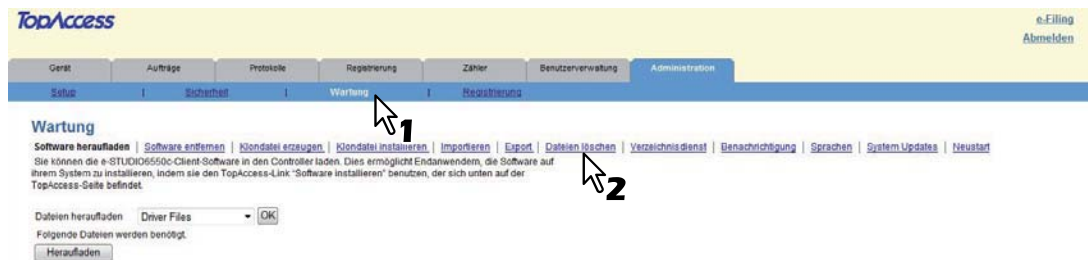 TopAccess
e-Filing
Abmelden
Gerät Aufträge Protokolle Registrierung Zähler Benutzerverwaltung Administration
Setup | Sicherheit | Wartung | Registrierung
1
Wartung
Software heraufladen | Software entfernen | Klondatei erzeugen | Klondatei installieren | Importieren | Export | Dateien löschen | Verzeichnisdienst | Benachrichtigung | Sprachen | System Updates | Neustart
Sie können die e-STUDIO6550c-Client-Software in den Controller laden. Dies ermöglicht Endanwendern, die Software auf
ihrem System zu installieren, indem sie den TopAccess-Link "Software installieren" benutzen, der sich unten auf der
TopAccess-Seite befindet.
2
Dateien heraufladen Driver Files OK
Folgende Dateien werden benötigt.
Heraufladen